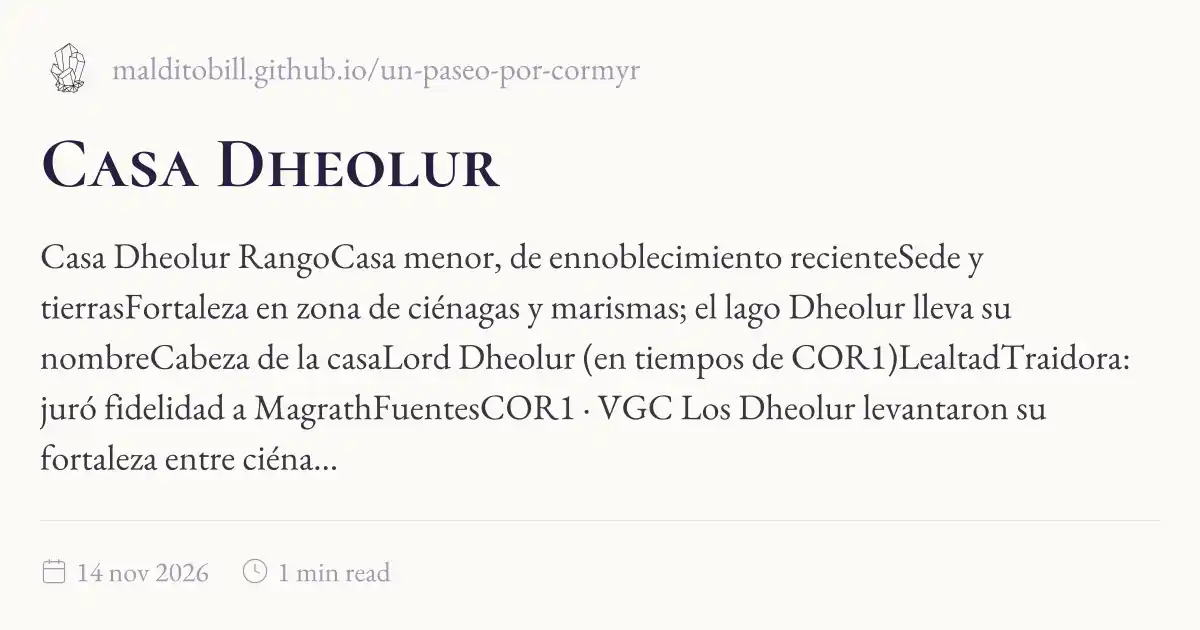 malditobill.github.io/un-paseo-por-cormyr
Casa Dheolur
Casa Dheolur RangoCasa menor, de ennoblecimiento recienteSede y
tierrasFortaleza en zona de ciénagas y marismas; el lago Dheolur lleva su
nombreCabeza de la casaLord Dheolur (en tiempos de COR1)LealtadTraidora:
juró fidelidad a MagrathFuentesCOR1 · VGC Los Dheolur levantaron su
fortaleza entre ciéna...
14 nov 2026
1 min read